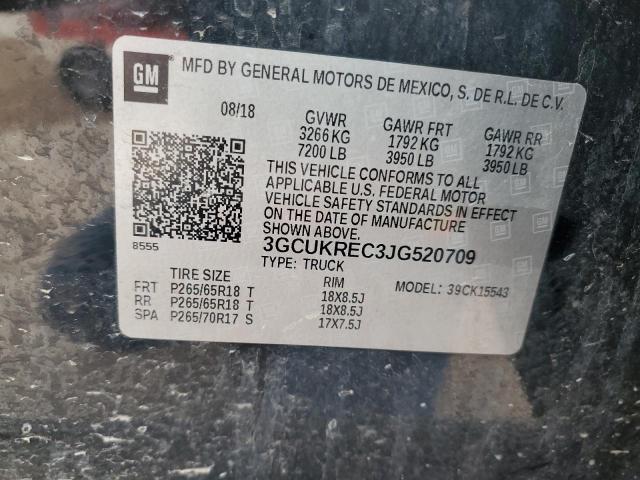 GM MFD BY GENERAL MOTORS DE MEXICO, S. DE R.L. DE C.V.
08/18 GVWR GAWR FRT GAWR RR
3266 KG 1792 KG 1792 KG
7200 LB 3950 LB 3950 LB
THIS VEHICLE CONFORMS TO ALL
APPLICABLE U.S. FEDERAL MOTOR
VEHICLE SAFETY STANDARDS IN EFFECT
ON THE DATE OF MANUFACTURE
SHOWN ABOVE.
8555 3GCUKREC3JG520709
TYPE: TRUCK
TIRE SIZE RIM MODEL: 39CK15543
FRT P265/65R18 T 18X8.5J
RR P265/65R18 T 18X8.5J
SPA P265/70R17 S 17X7.5J